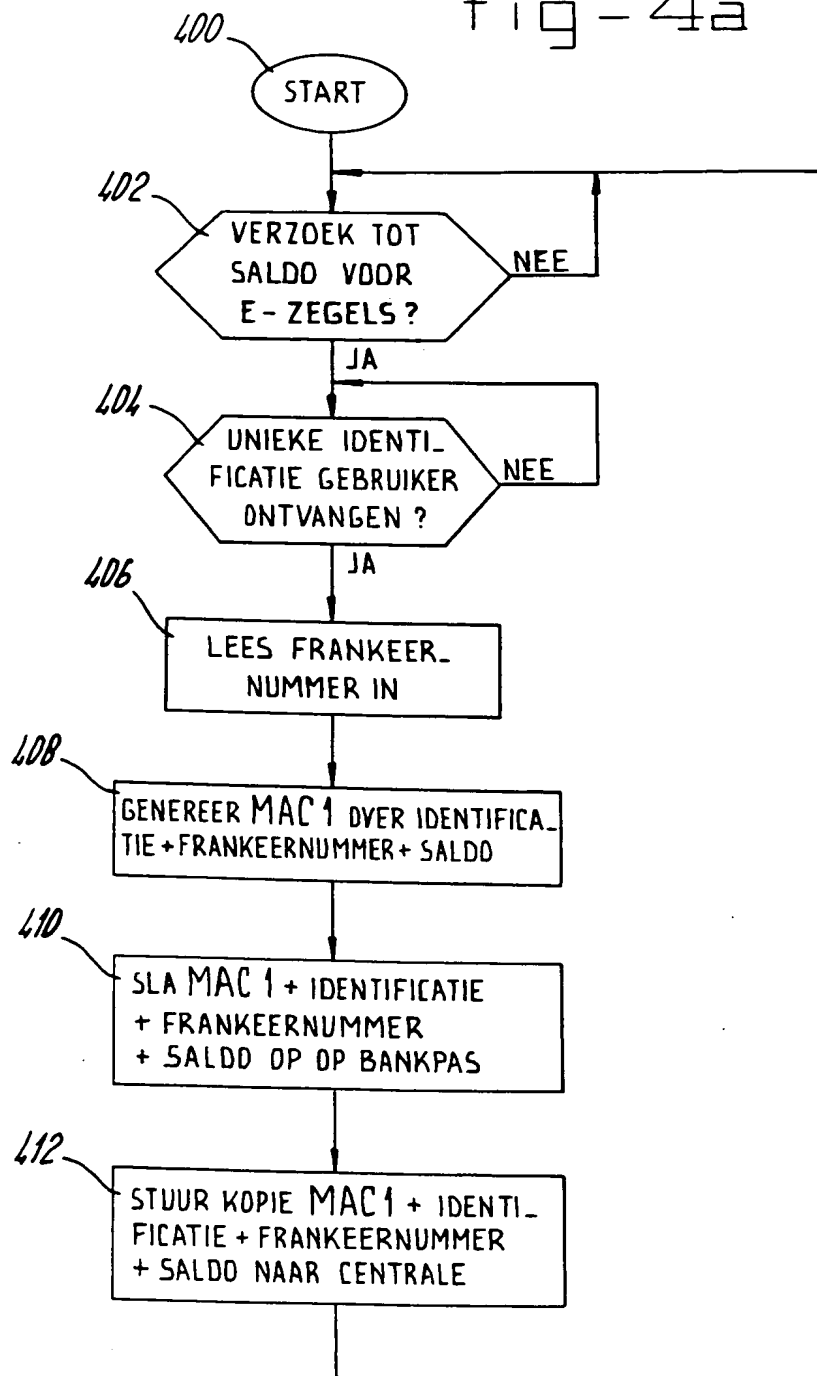 fig - 4a
400
START
402
VERZOEK TOT
SALDO VOOR
E- ZEGELS ?
NEE
JA
404
UNIEKE IDENTI_
FICATIE GEBRUIKER
ONTVANGEN ?
NEE
JA
406
LEES FRANKEER_
NUMMER IN
408
GENEREER MAC 1 OVER IDENTIFICA_
TIE + FRANKEERNUMMER + SALDO
410
SLA MAC 1 + IDENTIFICATIE
+ FRANKEERNUMMER
+ SALDO OP OP BANKPAS
412
STUUR KOPIE MAC 1 + IDENTI_
FICATIE + FRANKEERNUMMER
+ SALDO NAAR CENTRALE